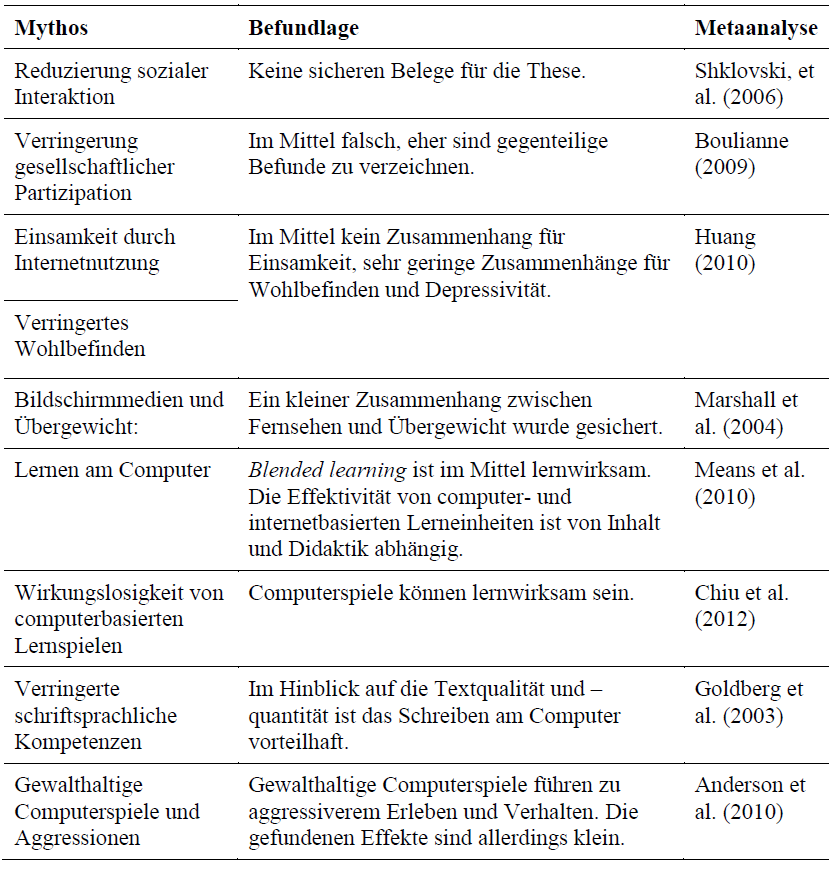 Mythos Befundlage Metaanalyse
Reduzierung sozialer Interaktion Keine sicheren Belege für die These. Shklovski, et al. (2006)
Verringerung gesellschaftlicher Partizipation Im Mittel falsch, eher sind gegenteilige Befunde zu verzeichnen. Boulianne (2009)
Einsamkeit durch
Internetnutzung
Im Mittel kein Zusammenhang für
Einsamkeit, sehr geringe Zusammenhänge für
Wohlbefinden und Depressivität.
Huang
(2010)
Verringertes
Wohlbefinden
Bildschirmmedien und
Übergewicht:
Ein kleiner Zusammenhang zwischen
Fernsehen und Übergewicht wurde gesichert.
Marshall et
al. (2004)
Lernen am Computer
Blended learning ist im Mittel lernwirksam.
Die Effektivität von computer- und
internetbasierten Lerneinheiten ist von Inhalt
und Didaktik abhängig.
Means et al.
(2010)
Wirkungslosigkeit von
computerbasierten
Lernspielen
Computerspiele können lernwirksam sein.
Chiu et al.
(2012)
Verringerte
schriftsprachliche
Kompetenzen
Im Hinblick auf die Textqualität und –
quantität ist das Schreiben am Computer
vorteilhaft.
Goldberg et
al. (2003)
Gewalthaltige
Computerspiele und
Aggressionen
Gewalthaltige Computerspiele führen zu
aggressiverem Erleben und Verhalten. Die
gefundenen Effekte sind allerdings klein.
Anderson et
al. (2010)